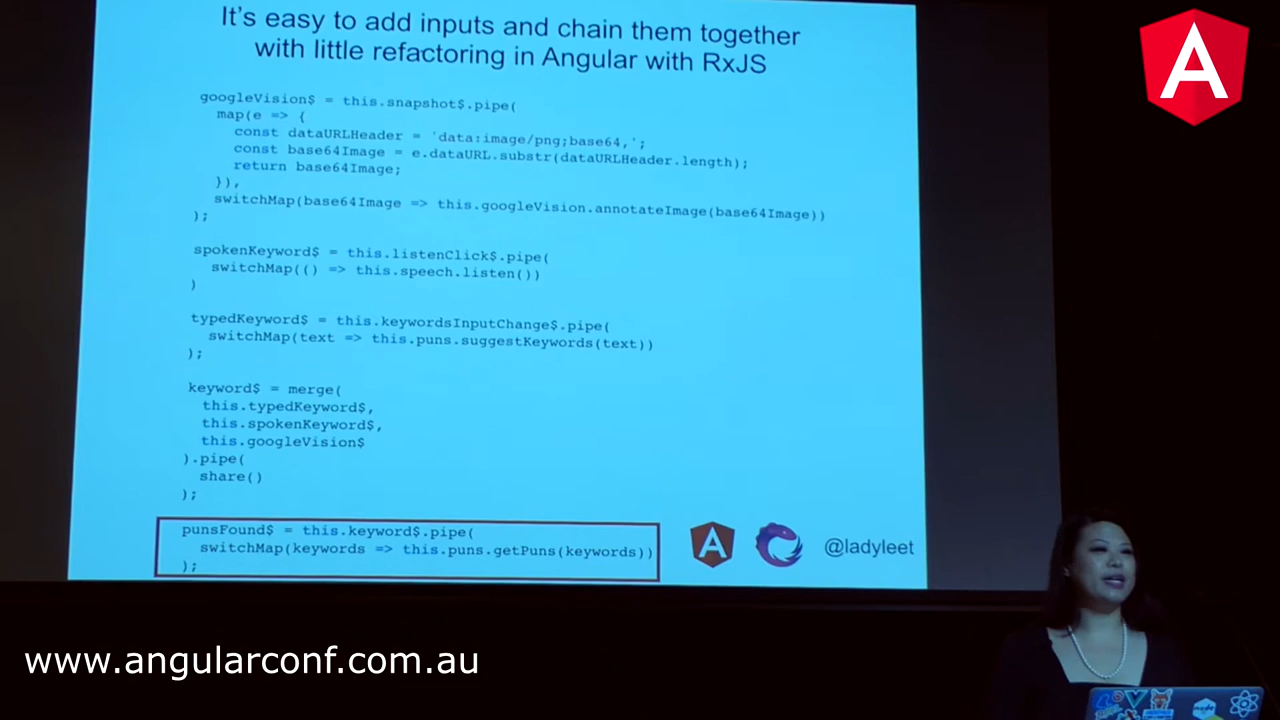 It's easy to add inputs and chain them together
with little refactoring in Angular with RxJS
googleVision$ = this.snapshot$.pipe(
map(e => {
const dataURLHeader = 'data:image/png;base64,';
const base64Image = e.dataURL.substr(dataURLHeader.length);
return base64Image;
}),
switchMap(base64Image => this.googleVision.annotateImage(base64Image))
);
spokenKeyword$ = this.listenClick$.pipe(
switchMap(() => this.speech.listen())
)
typedKeyword$ = this.keywordsInputChange$.pipe(
switchMap(text => this.puns.suggestKeywords(text))
);
keyword$ = merge(
this.typedKeyword$,
this.spokenKeyword$,
this.googleVision$
).pipe(
share()
);
punsFound$ = this.keyword$.pipe(
switchMap(keywords => this.puns.getPuns(keywords))
);
A
@ladyleet
A
www.angularconf.com.au